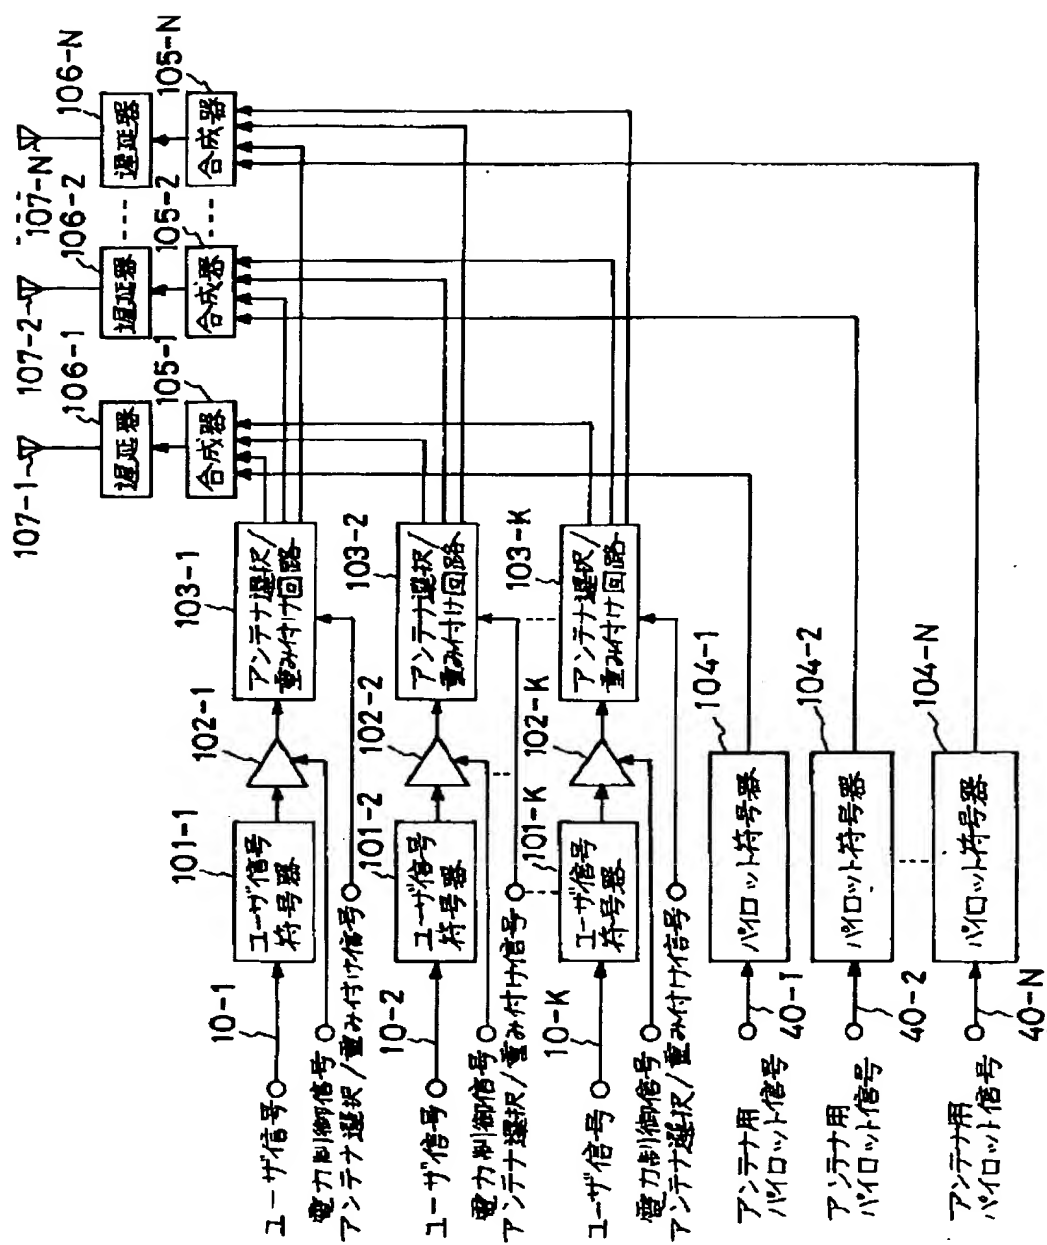 ユーザ信号
10-1
ユーザ信号
符号器
101-1
102-1
アンテナ選択/
重み付け回路
103-1
電力制御信号
アンテナ選択/重み付け信号
ユーザ信号
10-2
ユーザ信号
符号器
101-2
102-2
アンテナ選択/
重み付け回路
103-2
電力制御信号
アンテナ選択/重み付け信号
ユーザ信号
10-K
ユーザ信号
符号器
101-K
102-K
アンテナ選択/
重み付け回路
103-K
電力制御信号
アンテナ選択/重み付け信号
アンテナ用
パイロット信号
40-1
パイロット符号器
104-1
アンテナ用
パイロット信号
40-2
パイロット符号器
104-2
アンテナ用
パイロット信号
40-N
パイロット符号器
104-N
合成器
105-1
遅延器
106-1
107-1
合成器
105-2
遅延器
106-2
107-2
合成器
105-N
遅延器
106-N
107-N